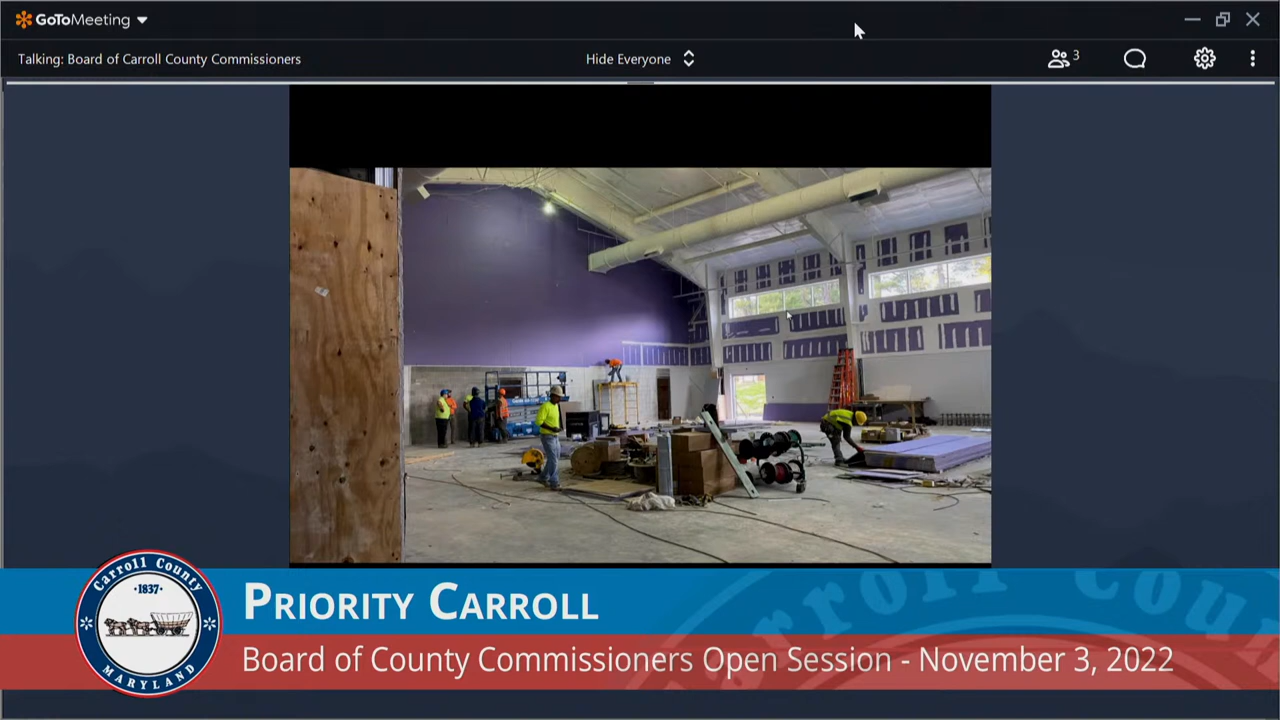 GoToMeeting
Talking: Board of Carroll County Commissioners
Hide Everyone
3
Carroll County
·1837·
MARYLAND
PRIORITY CARROLL
Board of County Commissioners Open Session - November 3, 2022